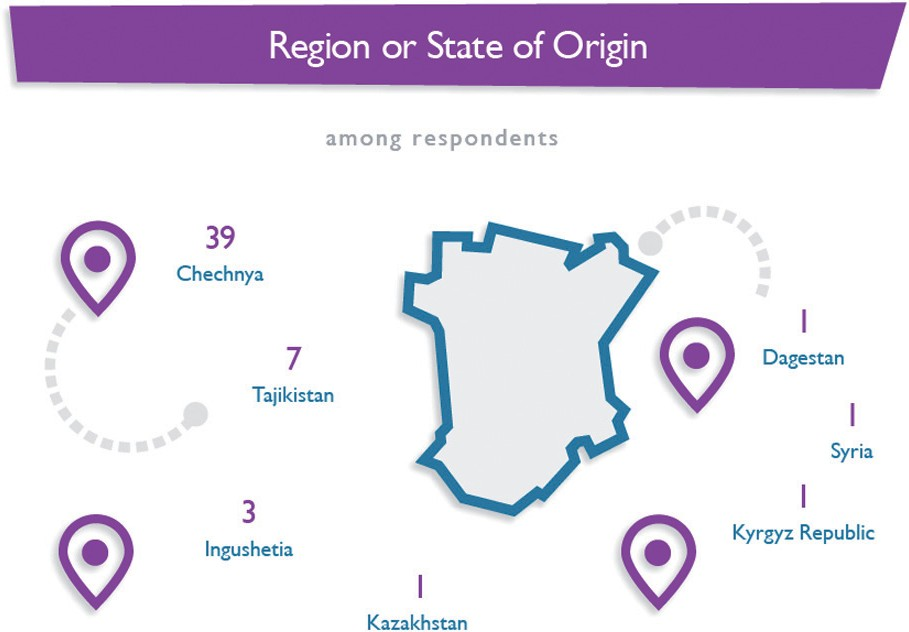 Region or State of Origin
among respondents
39
Chechnya
7
Tajikistan
3
Ingushetia
1
Kazakhstan
1
Dagestan
1
Syria
1
Kyrgyz Republic